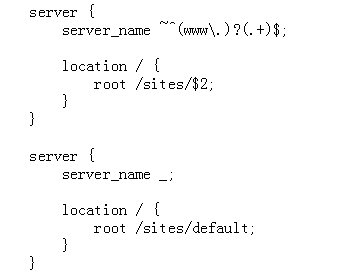 server {
    server_name ~^(www\.)?(.+)$;

    location / {
        root /sites/$2;
    }
}

server {
    server_name _;

    location / {
        root /sites/default;
    }
}